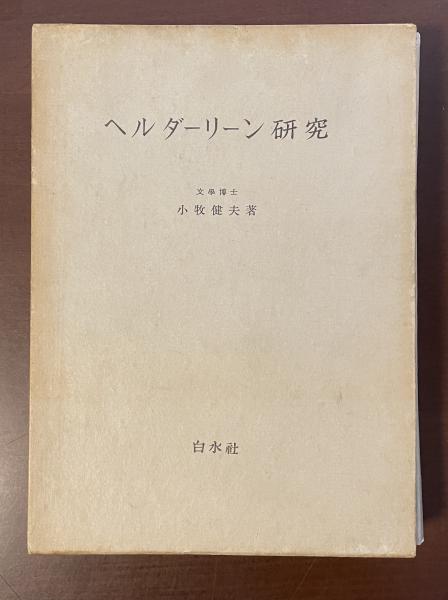 ヘルダーリーン研究
文學博士
小牧健夫著
白水社